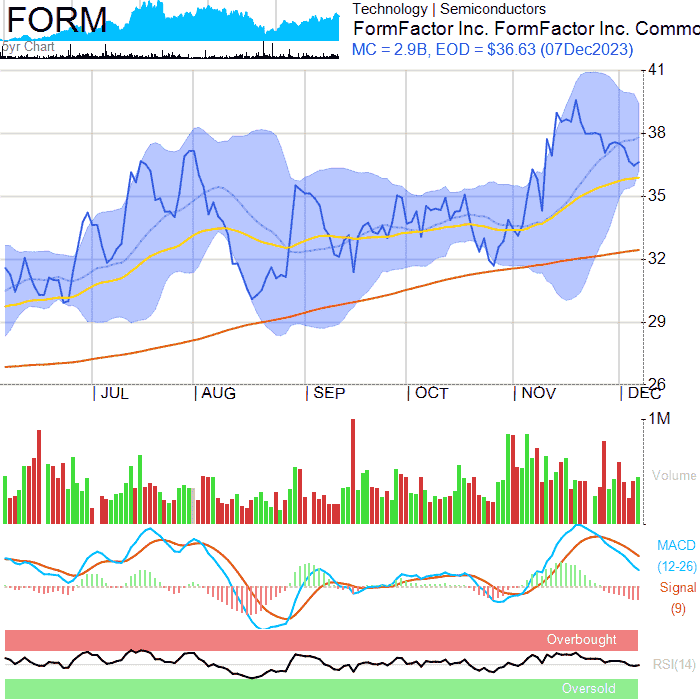 FORM
5yr Chart
Technology | Semiconductors
FormFactor Inc. FormFactor Inc. Commo
MC = 2.9B, EOD = $36.63 (07Dec2023)
41
38
35
32
29
26
JUL
AUG
SEP
OCT
NOV
DEC
1M
Volume
MACD
(12-26)
Signal
(9)
Overbought
RSI(14)
Oversold